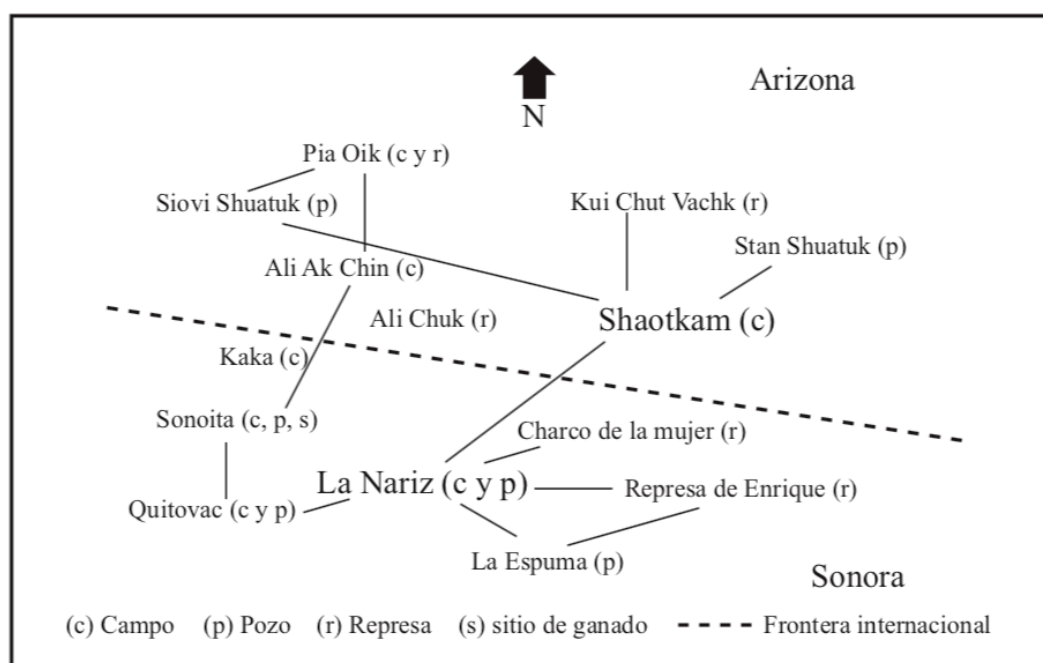 Arizona
N
Pia Oik (c y r)
Siovi Shuatuk (p)
Kui Chut Vachk (r)
Stan Shuatuk (p)
Ali Ak Chin (c)
Ali Chuk (r)
Shaotkam (c)
Kaka (c)
Sonoita (c, p, s)
Charco de la mujer (r)
La Nariz (c y p)
Represa de Enrique (r)
Quitovac (c y p)
La Espuma (p)
Sonora
(c) Campo (p) Pozo (r) Represa (s) sitio de ganado Frontera internacional